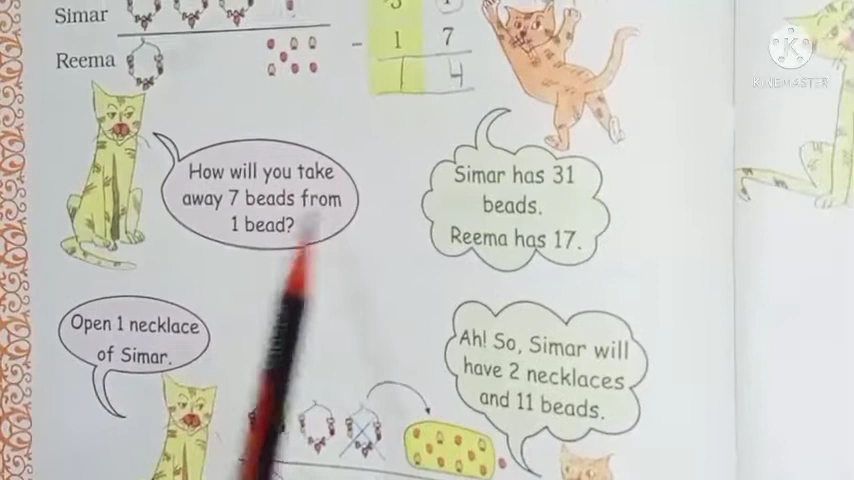 Simar
Reema
3 1
- 1 7
1 4
K
KINEMASTER
How will you take
away 7 beads from
1 bead?
Simar has 31
beads.
Reema has 17.
Open 1 necklace
of Simar.
Ah! So, Simar will
have 2 necklaces
and 11 beads.